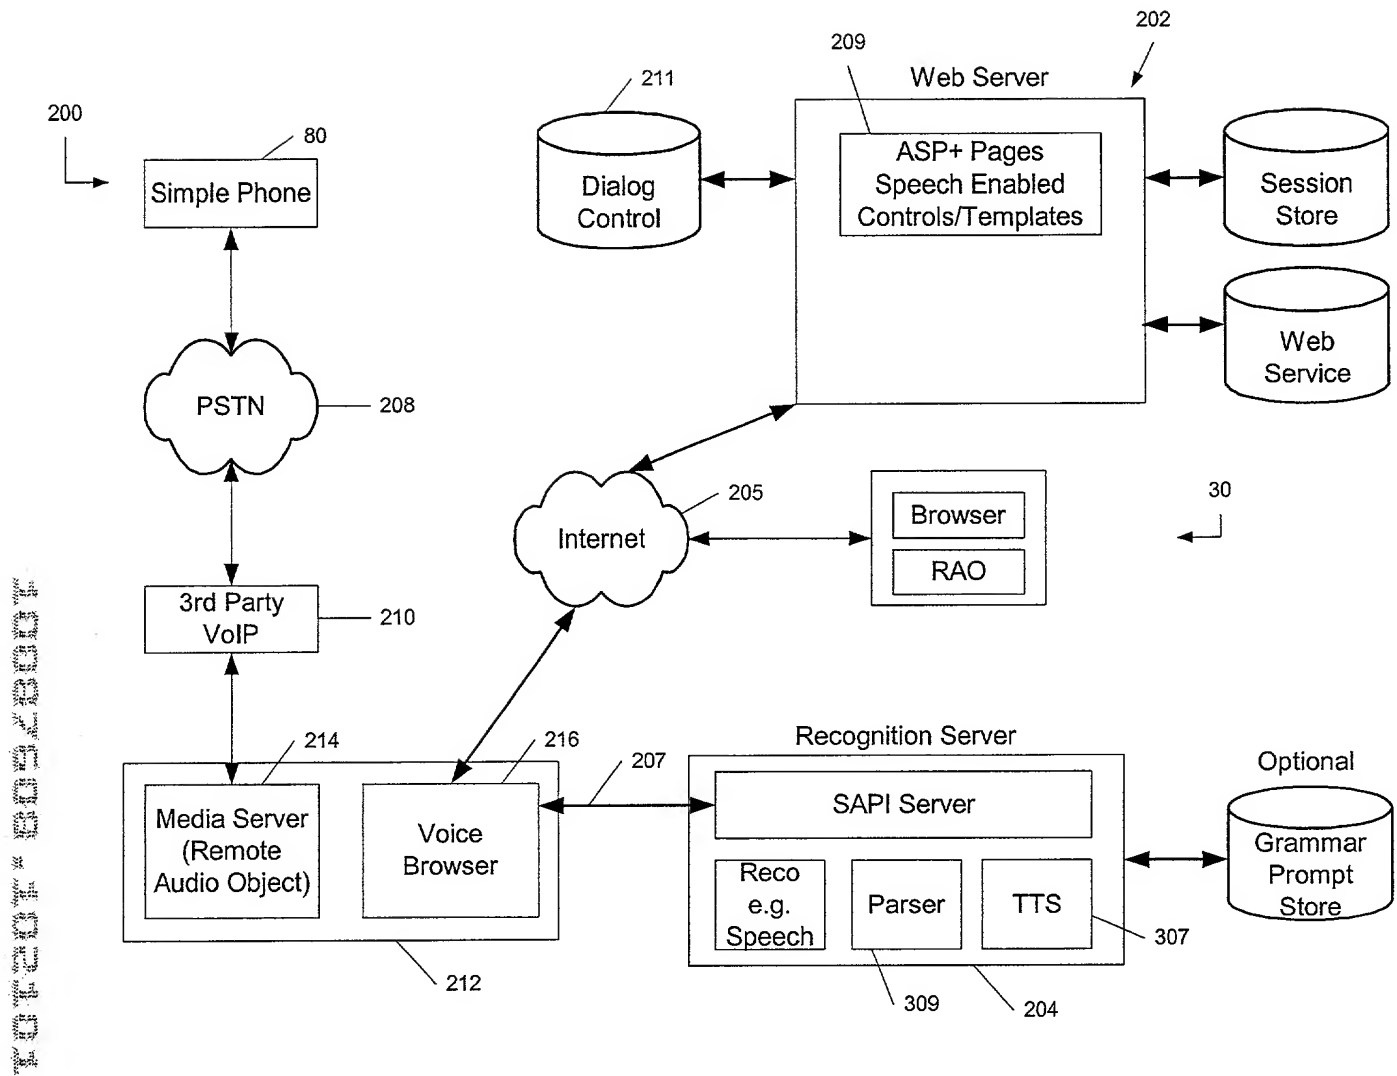 202
209
Web Server
211
200
80
Simple Phone
Dialog
Control
ASP+ Pages
Speech Enabled
Controls/Templates
Session
Store
Web
Service
PSTN
208
205
Internet
Browser
RAO
30
3rd Party
VoIP
210
214
216
207
Recognition Server
Optional
Media Server
(Remote
Audio Object)
Voice
Browser
SAPI Server
Reco
e.g.
Speech
Parser
TTS
Grammar
Prompt
Store
307
212
309
204
10087608.102101